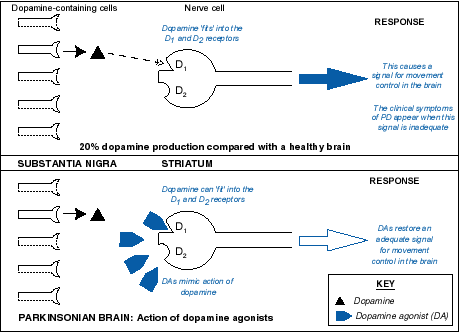 Dopamine-containing cells
Nerve cell
RESPONSE
Dopamine 'fits' into the
D1 and D2 receptors
D1
D2
This causes a
signal for movement
control in the brain
The clinical symptoms
of PD appear when this
signal is inadequate
20% dopamine production compared with a healthy brain
SUBSTANTIA NIGRA
STRIATUM
RESPONSE
Dopamine can 'fit' into the
D1 and D2 receptors
D1
D2
DAs mimic action of
dopamine
DAs restore an
adequate signal
for movement
control in the brain
KEY
Dopamine
Dopamine agonist (DA)
PARKINSONIAN BRAIN: Action of dopamine agonists